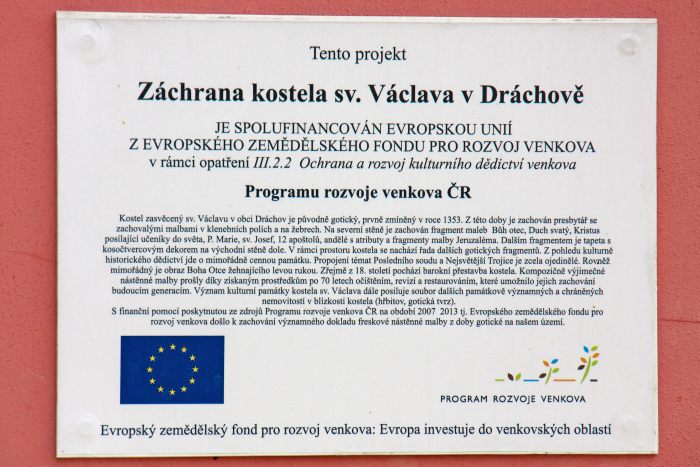 Tento projekt
Záchrana kostela sv. Václava v Dráchově
JE SPOLUFINANCOVÁN EVROPSKOU UNIÍ
Z EVROPSKÉHO ZEMĚDĚLSKÉHO FONDU PRO ROZVOJ VENKOVA
v rámci opatření III.2.2 Ochrana a rozvoj kulturního dědictví venkova
Programu rozvoje venkova ČR
Kostel zasvěcený sv. Václavu v obci Dráchov je původně gotický, prvně zmíněný v roce 1353. Z této doby je zachován presbytář se
zachovalými malbami v klenebních polích a na žebrech. Na severní stěně je zachován fragment maleb Bůh otec, Duch svatý, Kristus
posílající učeníky do světa, P. Marie, sv. Josef, 12 apoštolů, andělé s atributy a fragmenty malby Jeruzaléma. Dalším fragmentem je tapeta s
kosočtvercovým dekorem na východní stěně dole. V rámci prostoru kostela se nachází řada dalších gotických fragmentů. Z pohledu kulturně
historického dědictví jde o mimořádně cennou památku. Propojení témat Posledního soudu a Nejsvětější Trojice je zcela ojedinělé. Rovněž
mimořádný je obraz Boha Otce žehnajícího levou rukou. Zřejmě z 18. století pochází barokní přestavba kostela. Kompozičně výjimečné
nástěnné malby prošly díky získaným prostředkům po 70 letech očištěním, revizí a restaurováním, které umožnilo jejich zachování
budoucím generacím. Význam kulturní památky kostela sv. Václava dále posiluje soubor dalších památkově významných a chráněných
nemovitostí v blízkosti kostela (hřbitov, gotická tvrz).
S finanční pomocí poskytnutou ze zdrojů Programu rozvoje venkova ČR na období 2007 2013 tj. Evropského zemědělského fondu pro
rozvoj venkova došlo k zachování významného dokladu freskové nástěnné malby z doby gotické na našem území.
PROGRAM ROZVOJE VENKOVA
Evropský zemědělský fond pro rozvoj venkova: Evropa investuje do venkovských oblastí